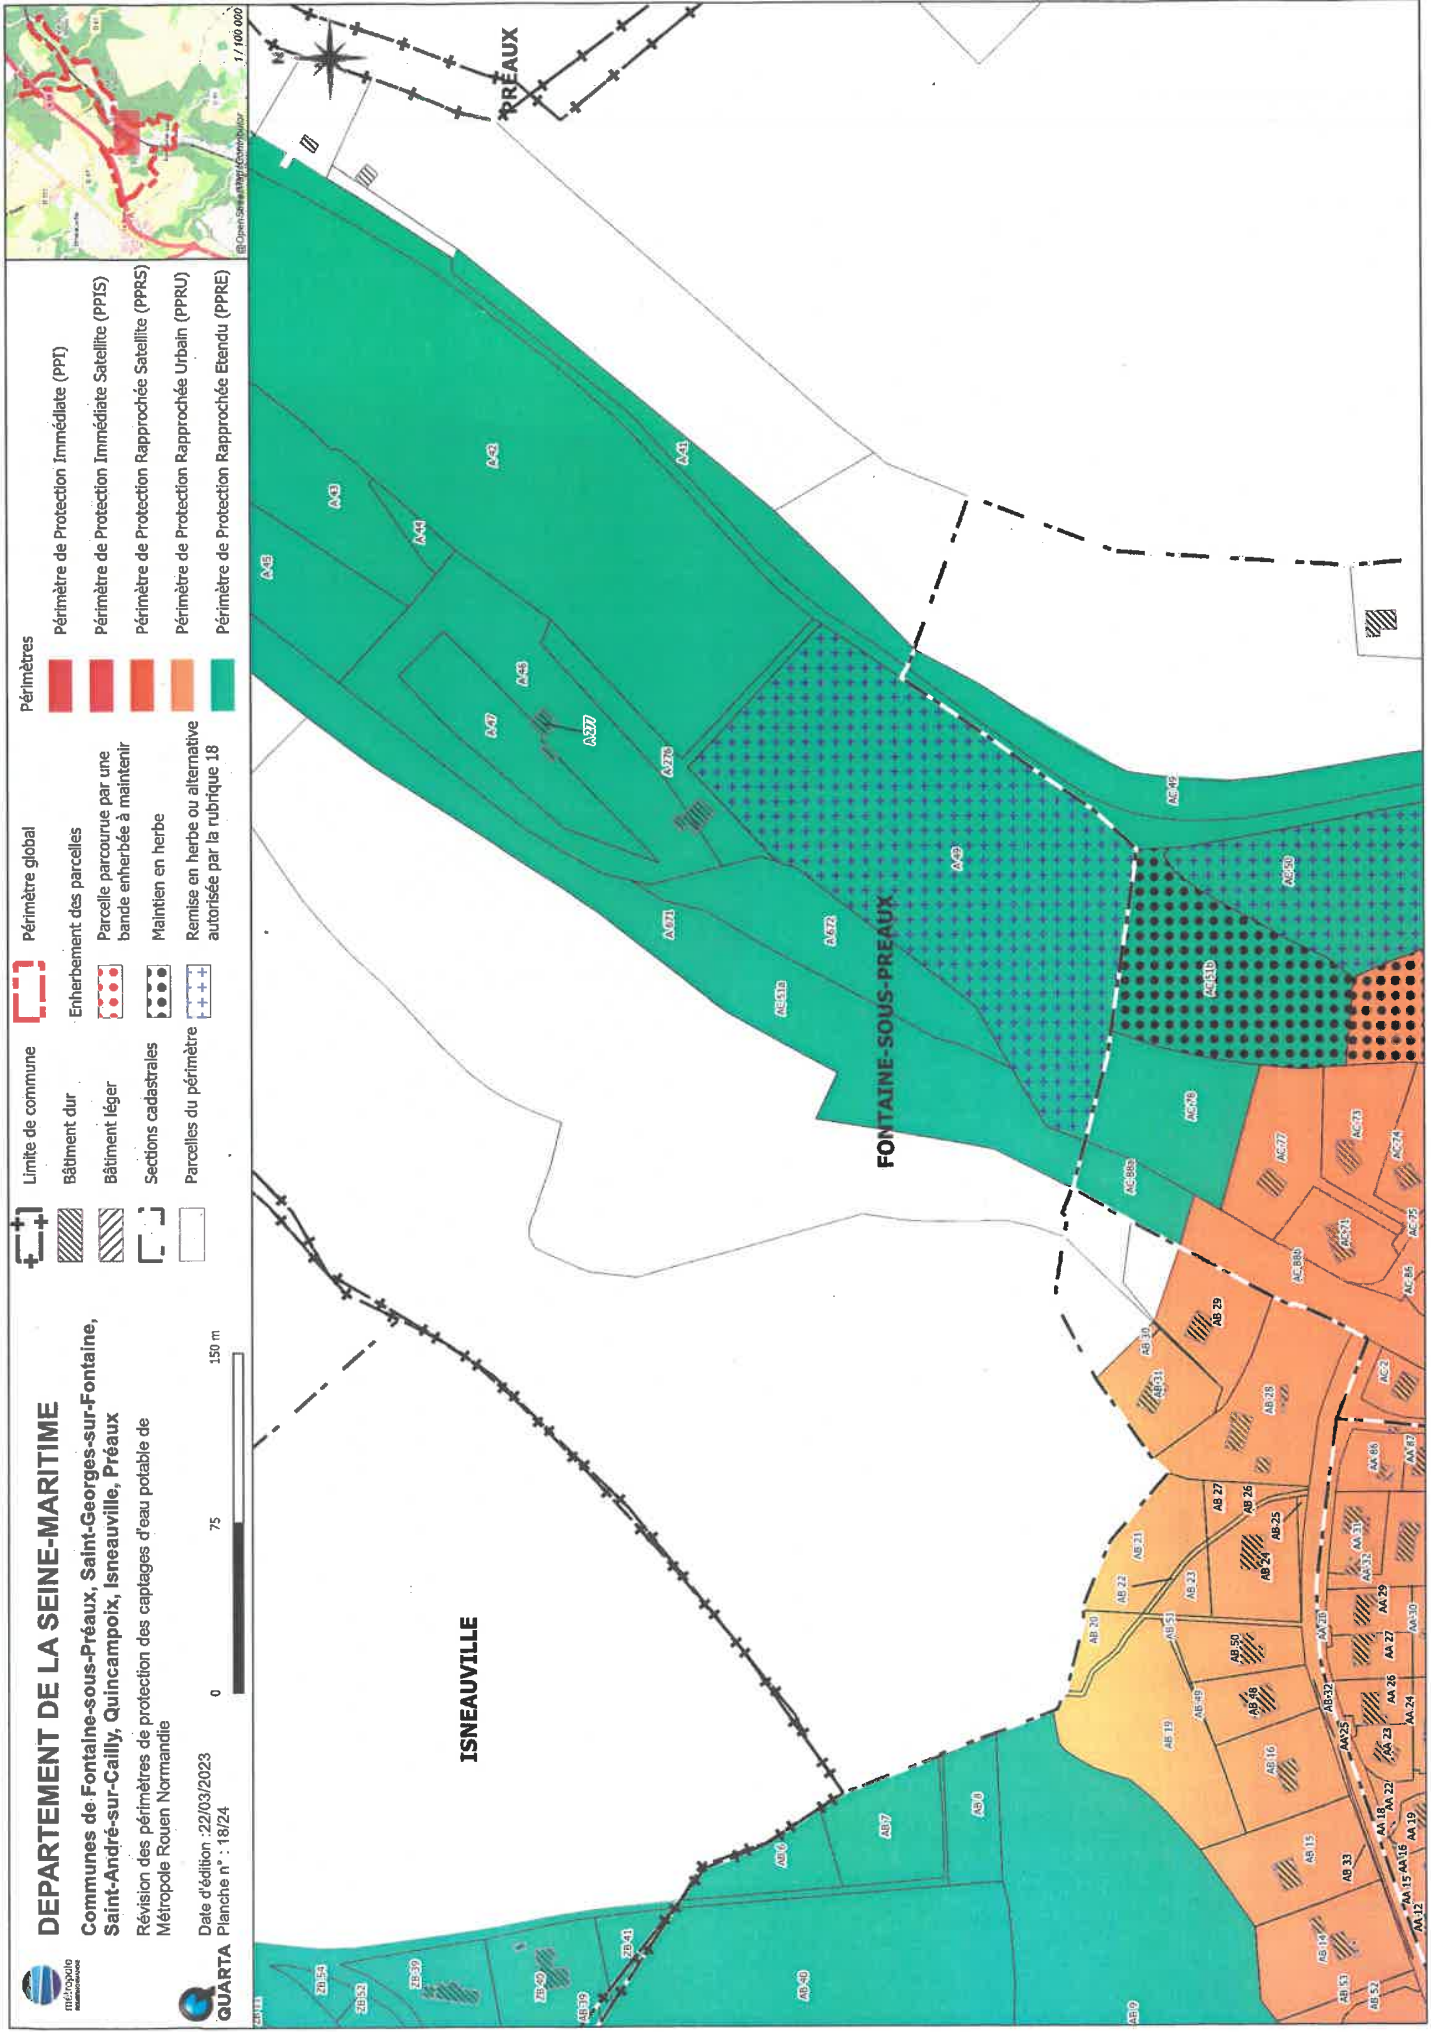 DEPARTEMENT DE LA SEINE-MARITIME
Communes de Fontaine-sous-Préaux, Saint-Georges-sur-Fontaine,
Saint-André-sur-Cailly, Quincampoix, Isneauville, Préaux
Révision des périmètres de protection des captages d'eau potable de
Métropole Rouen Normandie
Date d'édition :22/03/2023
Planche n° : 18/24
métropole
QUARTA
0
75
150 m
Limite de commune
Bâtiment dur
Bâtiment léger
Sections cadastrales
Parcelles du périmètre
Périmètre global
Enherbement des parcelles
Parcelle parcourue par une
bande enherbée à maintenir
Maintien en herbe
Remise en herbe ou alternative
autorisée par la rubrique 18
Périmètres
Périmètre de Protection Immédiate (PPI)
Périmètre de Protection Immédiate Satellite (PPIS)
Périmètre de Protection Rapprochée Satellite (PPRS)
Périmètre de Protection Rapprochée Urbain (PPRU)
Périmètre de Protection Rapprochée Etendu (PPRE)
1 / 100 000
@OpenStreetMap Contributor
N
PRÉAUX
ISNEAUVILLE
FONTAINE-SOUS-PREAUX
A 45
A 43
A 44
A 42
A 41
A 46
A 47
A 277
A 276
A 671
A 672
A 49
AC 51a
AC 49
AB 50
AC 51b
AC 78
AC 88a
AC 77
AC 73
AC 74
AC 71
AC 75
AC 88b
AC 86
AC 2
AB 29
AB 30
AB 31
AB 28
AA 86
AA 87
AB 27
AB 26
AB 25
AB 24
AB 21
AB 22
AB 23
AB 20
AB 51
AB 50
AB 49
AB 48
AB 19
AB 16
AB 15
AB 14
AB 53
AB 52
AB 33
AB 32
AA 31
AA 32
AA 29
AA 30
AA 28
AA 27
AA 26
AA 25
AA 24
AA 23
AA 22
AA 19
AA 18
AA 16
AA 15
AA 12
AB 8
AB 7
AB 6
AB 40
AB 9
AB 39
ZB 41
ZB 40
ZB 39
ZB 52
ZB 54